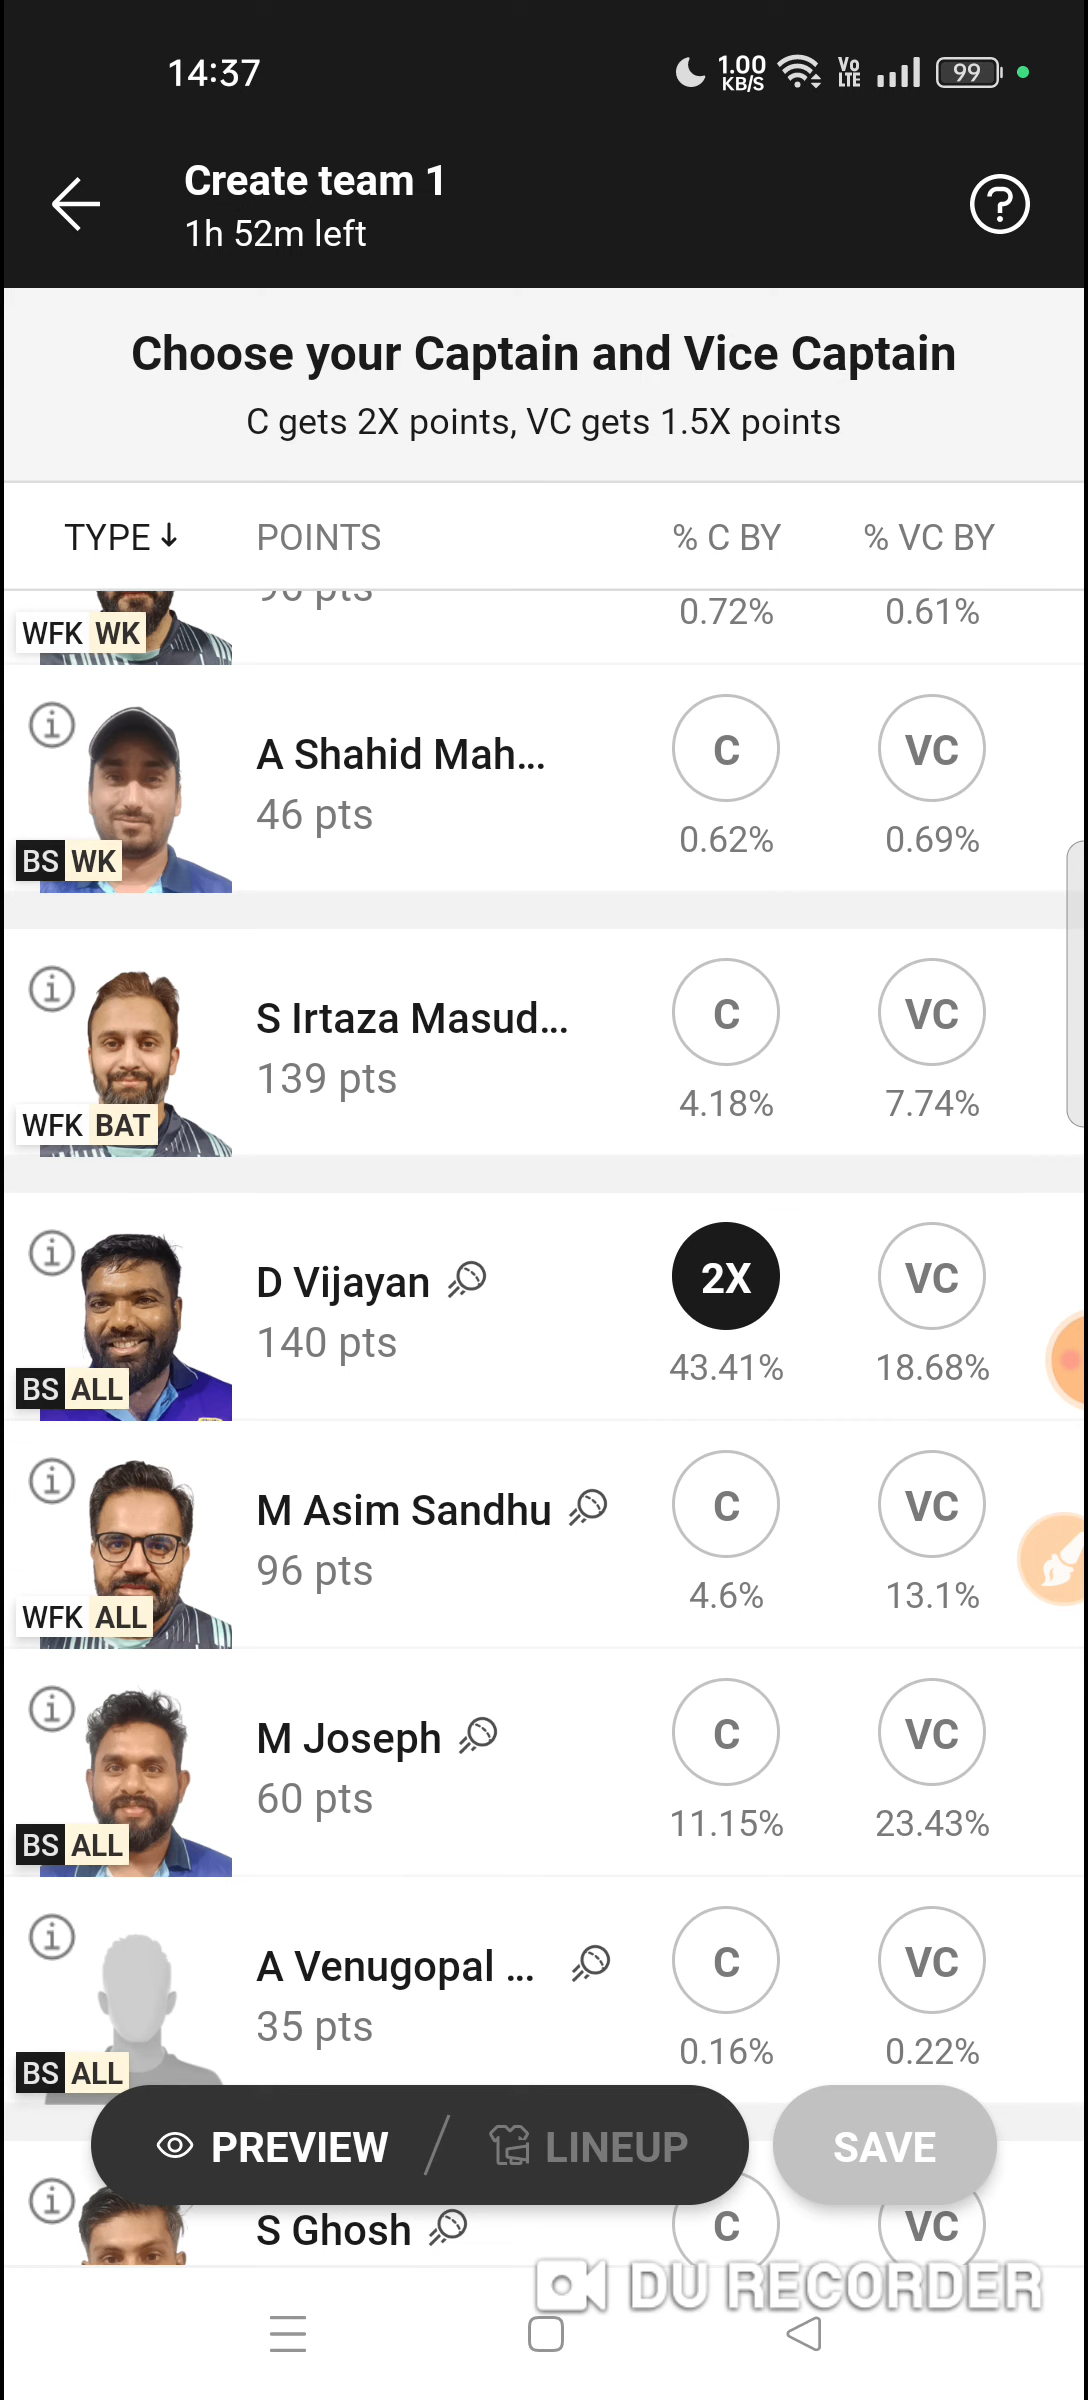 14:37
1.00 KB/S Vo LTE 99
Create team 1
1h 52m left
Choose your Captain and Vice Captain
C gets 2X points, VC gets 1.5X points
TYPE POINTS % C BY % VC BY
WFK WK 0.72% 0.61%
A Shahid Mah... C VC
46 pts
BS WK 0.62% 0.69%
S Irtaza Masud... C VC
139 pts
WFK BAT 4.18% 7.74%
D Vijayan 2X VC
140 pts
BS ALL 43.41% 18.68%
M Asim Sandhu C VC
96 pts
WFK ALL 4.6% 13.1%
M Joseph C VC
60 pts
BS ALL 11.15% 23.43%
A Venugopal ... C VC
35 pts
BS ALL 0.16% 0.22%
PREVIEW LINEUP SAVE
S Ghosh C VC
DU RECORDER